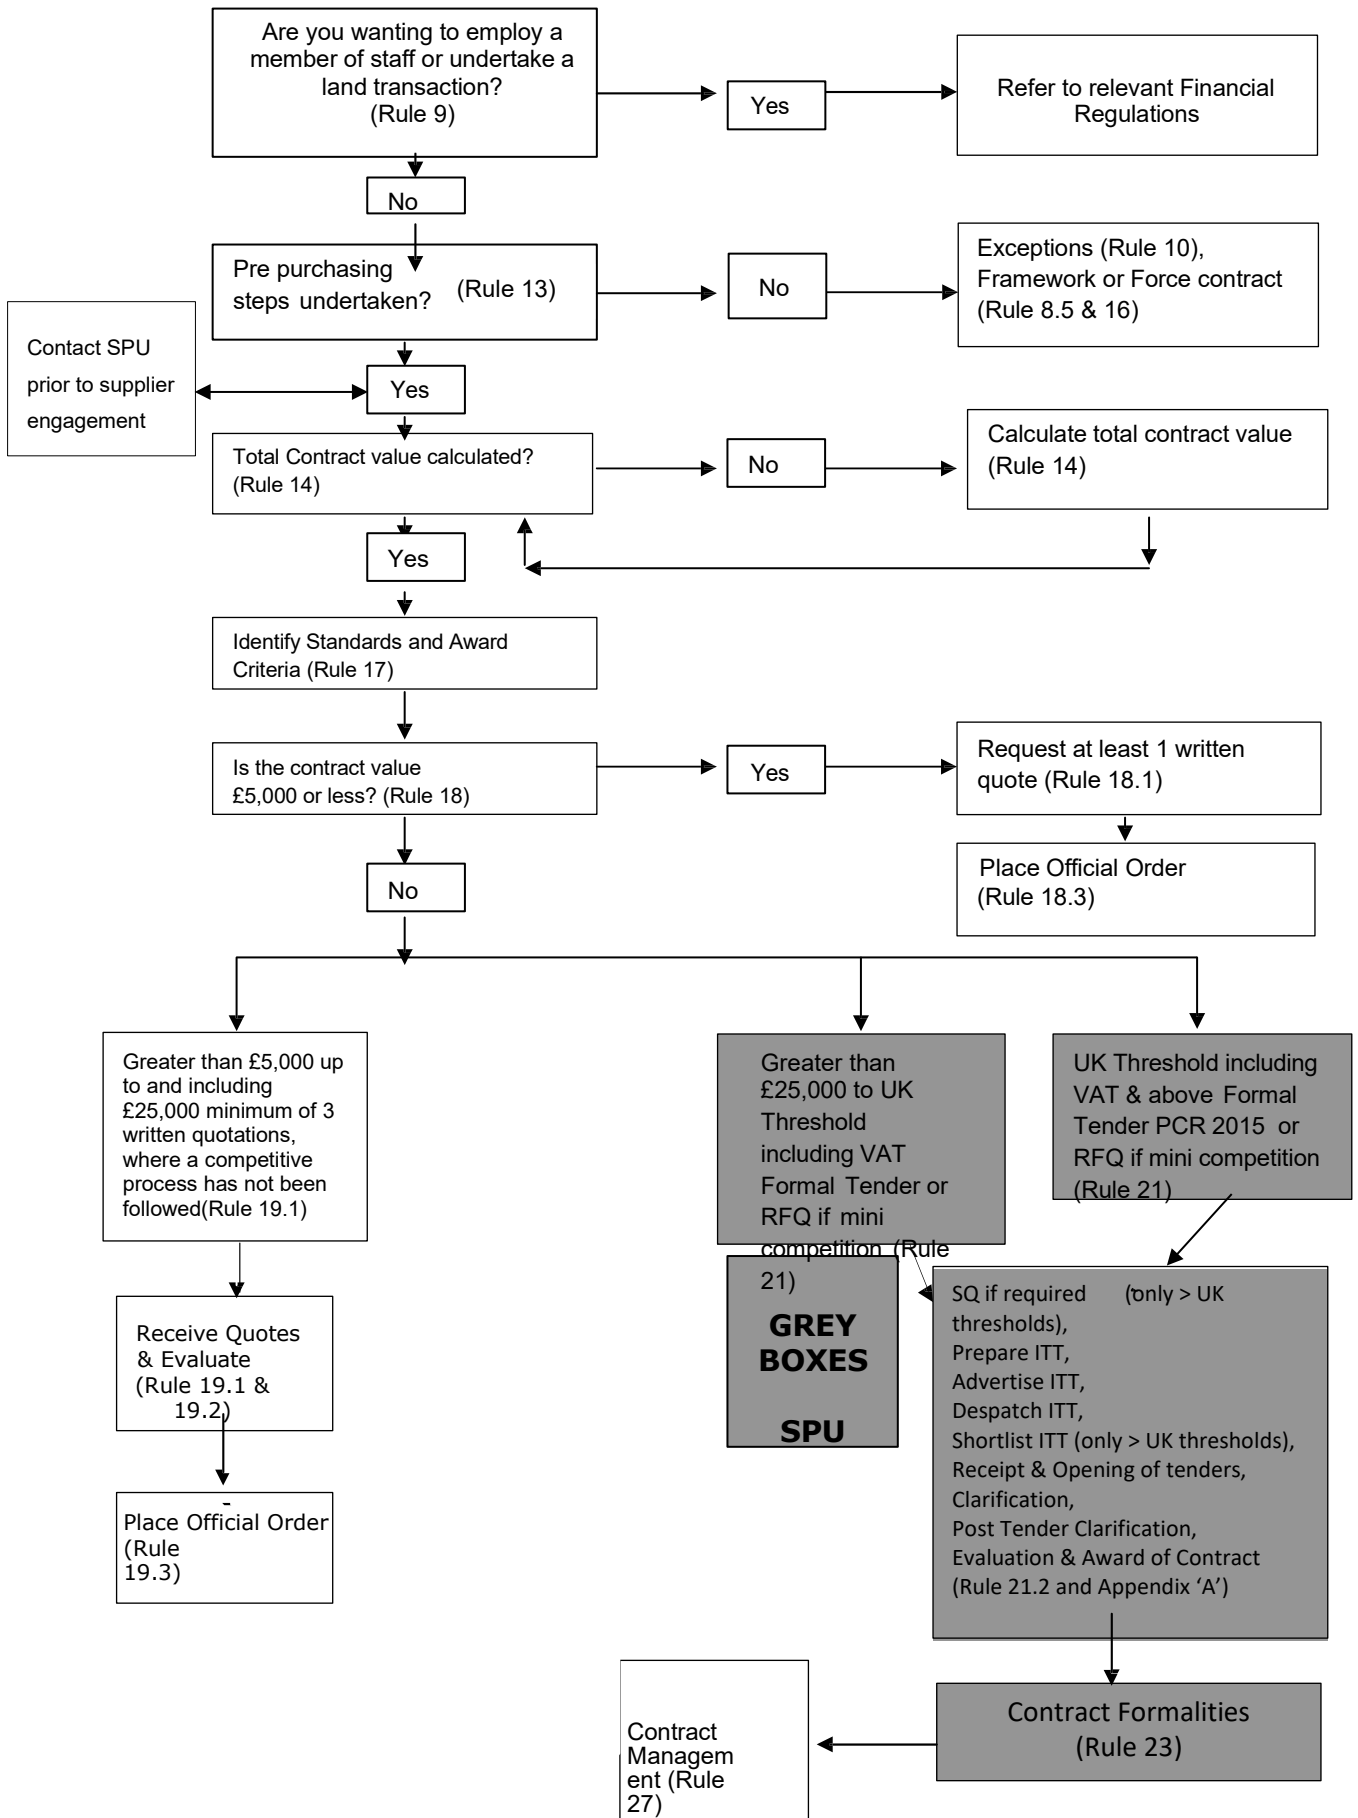 Are you wanting to employ a
member of staff or undertake a
land transaction?
(Rule 9)
Yes
Refer to relevant Financial
Regulations
No
Pre purchasing
steps undertaken?
(Rule 13)
No
Exceptions (Rule 10),
Framework or Force contract
(Rule 8.5 & 16)
Contact SPU
prior to supplier
engagement
Yes
Total Contract value calculated?
(Rule 14)
No
Calculate total contract value
(Rule 14)
Yes
Identify Standards and Award
Criteria (Rule 17)
Is the contract value
£5,000 or less? (Rule 18)
Yes
Request at least 1 written
quote (Rule 18.1)
Place Official Order
(Rule 18.3)
No
Greater than £5,000 up
to and including
£25,000 minimum of 3
written quotations,
where a competitive
process has not been
followed(Rule 19.1)
Greater than
£25,000 to UK
Threshold
including VAT
Formal Tender or
RFQ if mini
competition (Rule
21)
UK Threshold including
VAT & above Formal
Tender PCR 2015 or
RFQ if mini competition
(Rule 21)
Receive Quotes
& Evaluate
(Rule 19.1 &
19.2)
GREY
BOXES
SPU
SQ if required (only > UK
thresholds),
Prepare ITT,
Advertise ITT,
Despatch ITT,
Shortlist ITT (only > UK thresholds),
Receipt & Opening of tenders,
Clarification,
Post Tender Clarification,
Evaluation & Award of Contract
(Rule 21.2 and Appendix ‘A’)
Place Official Order
(Rule
19.3)
Contract Formalities
(Rule 23)
Contract
Managem
ent (Rule
27)